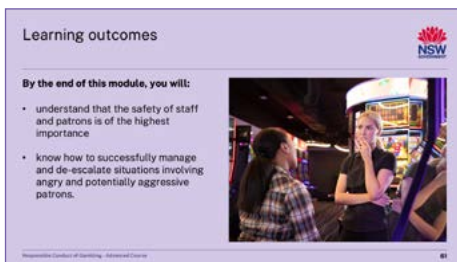 Learning outcomes
NSW
GOVERNMENT
By the end of this module, you will:
• understand that the safety of staff
and patrons is of the highest
importance
• know how to successfully manage
and de-escalate situations involving
angry and potentially aggressive
patrons.
Responsible Conduct of Gambling - Advanced Course
61